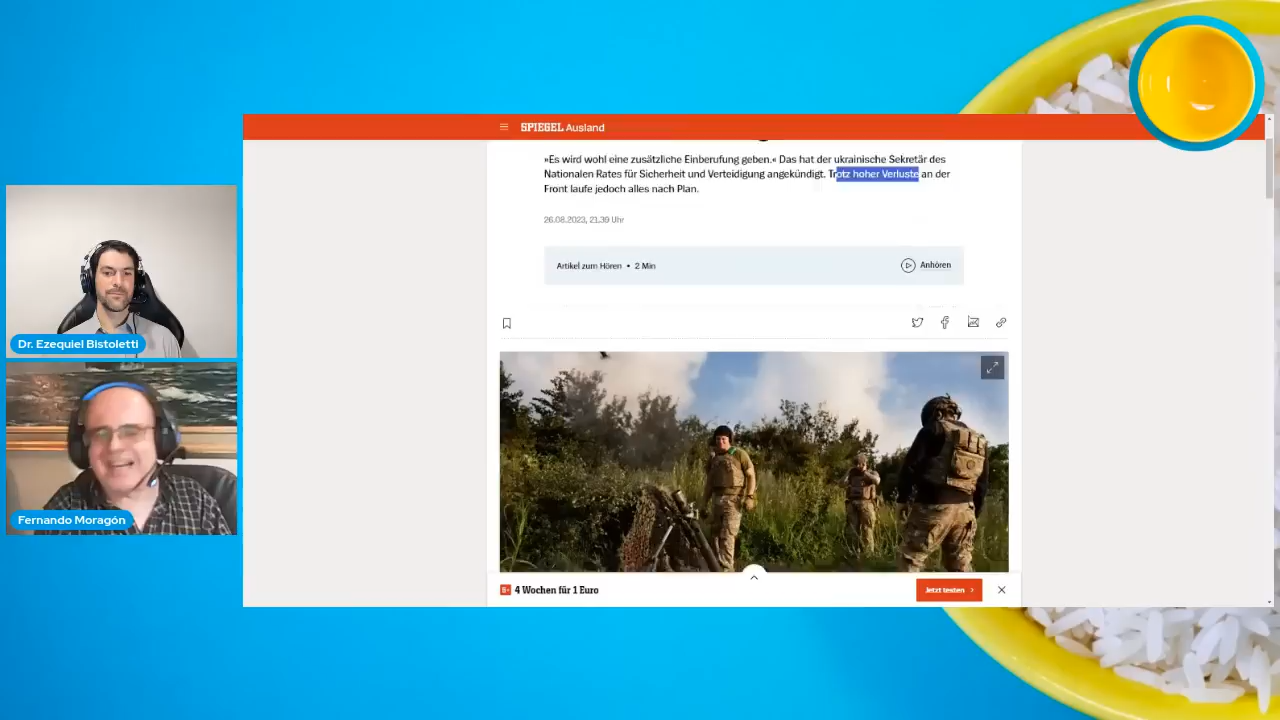 SPIEGEL Ausland
»Es wird wohl eine zusätzliche Einberufung geben.« Das hat der ukrainische Sekretär des
Nationalen Rates für Sicherheit und Verteidigung angekündigt. Trotz hoher Verluste an der
Front laufe jedoch alles nach Plan.
26.08.2023, 21.39 Uhr
Artikel zum Hören • 2 Min
Anhören
Dr. Ezequiel Bistoletti
Fernando Moragón
S+ 4 Wochen für 1 Euro
Jetzt testen